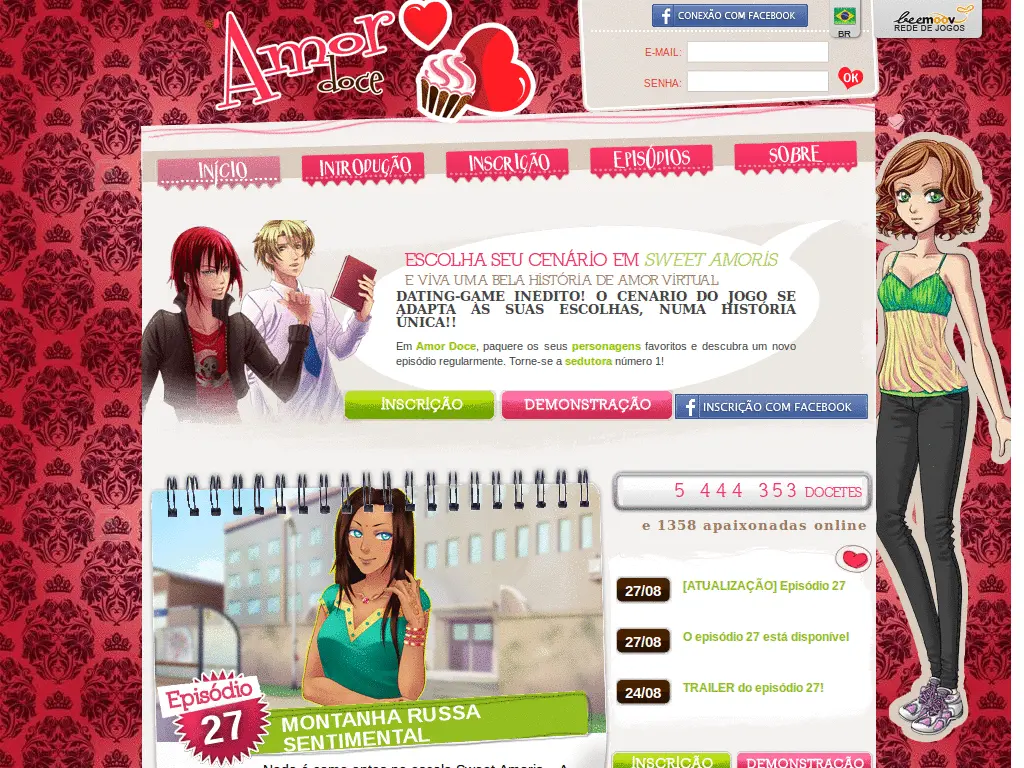 Amor
doce
CONEXÃO COM FACEBOOK
BR
beemoov
REDE DE JOGOS
E-MAIL:
SENHA:
OK
INÍCIO
INTRODUÇÃO
INSCRIÇÃO
EPISÓDIOS
SOBRE
ESCOLHA SEU CENÁRIO EM SWEET AMORIS
E VIVA UMA BELA HISTÓRIA DE AMOR VIRTUAL
DATING-GAME INEDITO! O CENARIO DO JOGO SE
ADAPTA ÀS SUAS ESCOLHAS, NUMA HISTÓRIA
ÚNICA!!
Em Amor Doce, paquere os seus personagens favoritos e descubra um novo
episódio regularmente. Torne-se a sedutora número 1!
INSCRIÇÃO
DEMONSTRAÇÃO
INSCRIÇÃO COM FACEBOOK
5 444 353 DOCETES
e 1358 apaixonadas online
27/08
[ATUALIZAÇÃO] Episódio 27
27/08
O episódio 27 está disponível
24/08
TRAILER do episódio 27!
Episódio
27
MONTANHA RUSSA
SENTIMENTAL
INSCRIÇÃO
DEMONSTRAÇÃO
Nada é como antes na escola Sweet Amoris... A